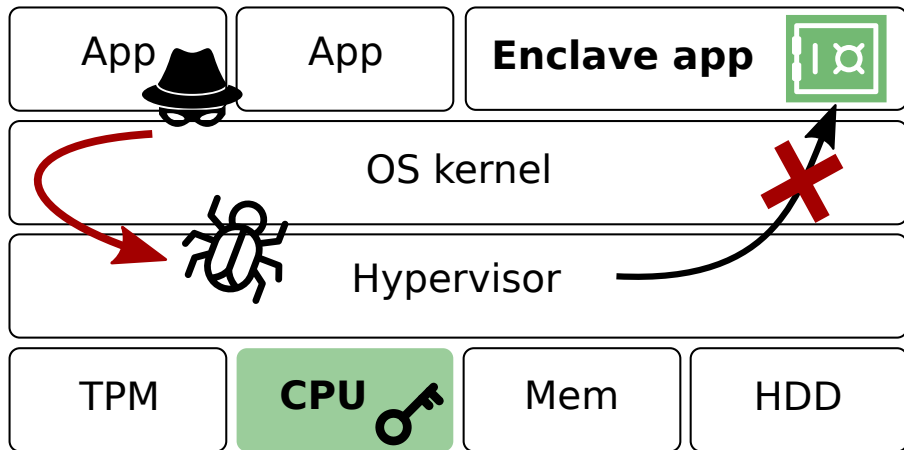 App
App
Enclave app
OS kernel
Hypervisor
TPM
CPU
Mem
HDD